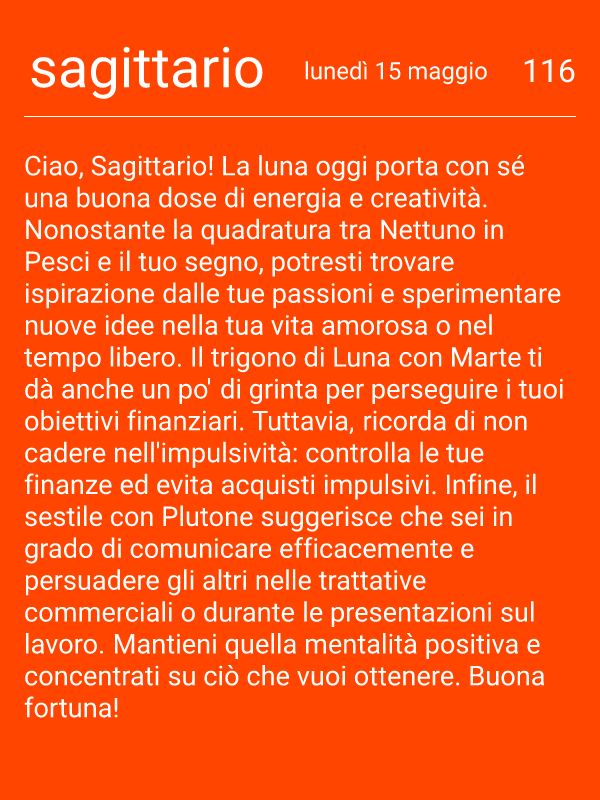 sagittario lunedì 15 maggio 116
Ciao, Sagittario! La luna oggi porta con sé
una buona dose di energia e creatività.
Nonostante la quadratura tra Nettuno in
Pesci e il tuo segno, potresti trovare
ispirazione dalle tue passioni e sperimentare
nuove idee nella tua vita amorosa o nel
tempo libero. Il trigono di Luna con Marte ti
dà anche un po' di grinta per perseguire i tuoi
obiettivi finanziari. Tuttavia, ricorda di non
cadere nell'impulsività: controlla le tue
finanze ed evita acquisti impulsivi. Infine, il
sestile con Plutone suggerisce che sei in
grado di comunicare efficacemente e
persuadere gli altri nelle trattative
commerciali o durante le presentazioni sul
lavoro. Mantieni quella mentalità positiva e
concentrati su ciò che vuoi ottenere. Buona
fortuna!